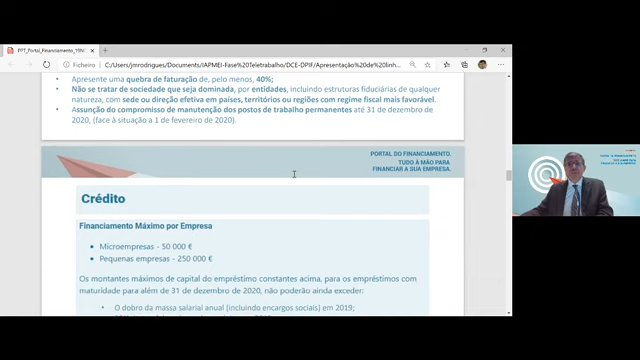 PPT_Portal_Financiamento_19N
Ficheiro
C:/Users/jmrodrigues/Documents/IAPMEI-Fase%20Teletrabalho/DCE-DPIF/Apresentação%20de%20linh...
• Apresente uma quebra de faturação de, pelo menos, 40%;
• Não se tratar de sociedade que seja dominada, por entidades, incluindo estruturas fiduciárias de qualquer
natureza, com sede ou direção efetiva em países, territórios ou regiões com regime fiscal mais favorável.
• Assunção do compromisso de manutenção dos postos de trabalho permanentes até 31 de dezembro de
2020, (face à situação a 1 de fevereiro de 2020).
PORTAL DO FINANCIAMENTO.
TUDO À MÃO PARA
FINANCIAR A SUA EMPRESA.
Crédito
Financiamento Máximo por Empresa
• Microempresas - 50 000 €
• Pequenas empresas - 250 000 €
Os montantes máximos de capital do empréstimo constantes acima, para os empréstimos com
maturidade para além de 31 de dezembro de 2020, não poderão ainda exceder:
• O dobro da massa salarial anual (incluindo encargos sociais) em 2019;